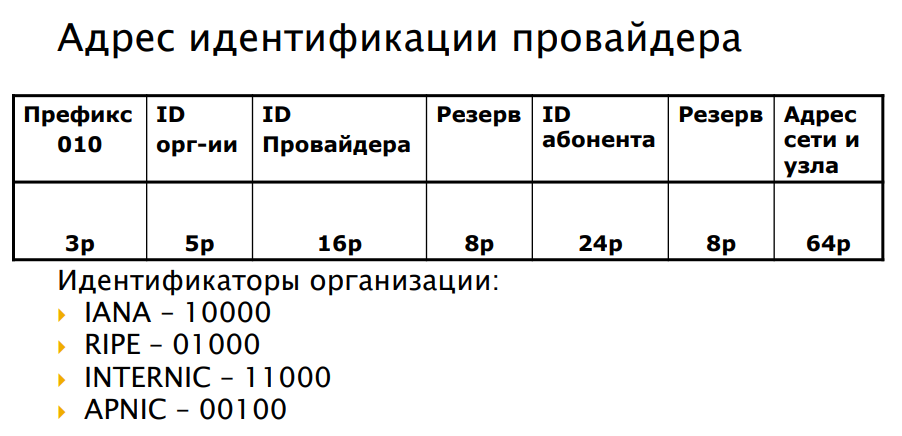 Адрес идентификации провайдера
Префикс 010 | ID орг-ии | ID Провайдера | Резерв | ID абонента | Резерв | Адрес сети и узла
3р | 5р | 16р | 8р | 24р | 8р | 64р
Идентификаторы организации:
IANA – 10000
RIPE – 01000
INTERNIC – 11000
APNIC – 00100